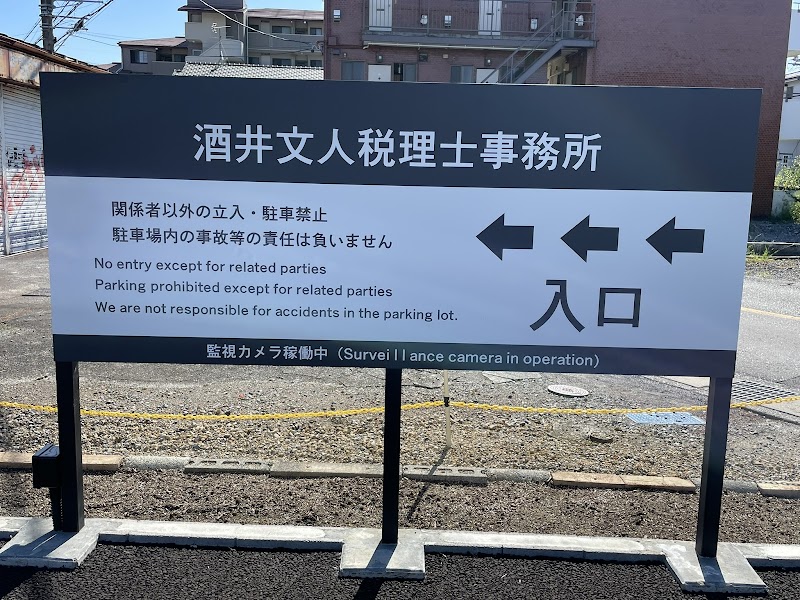 酒井文人税理士事務所
関係者以外の立入・駐車禁止
駐車場内の事故等の責任は負いません
No entry except for related parties
Parking prohibited except for related parties
We are not responsible for accidents in the parking lot.
入口
監視カメラ稼働中（Surveillance camera in operation）